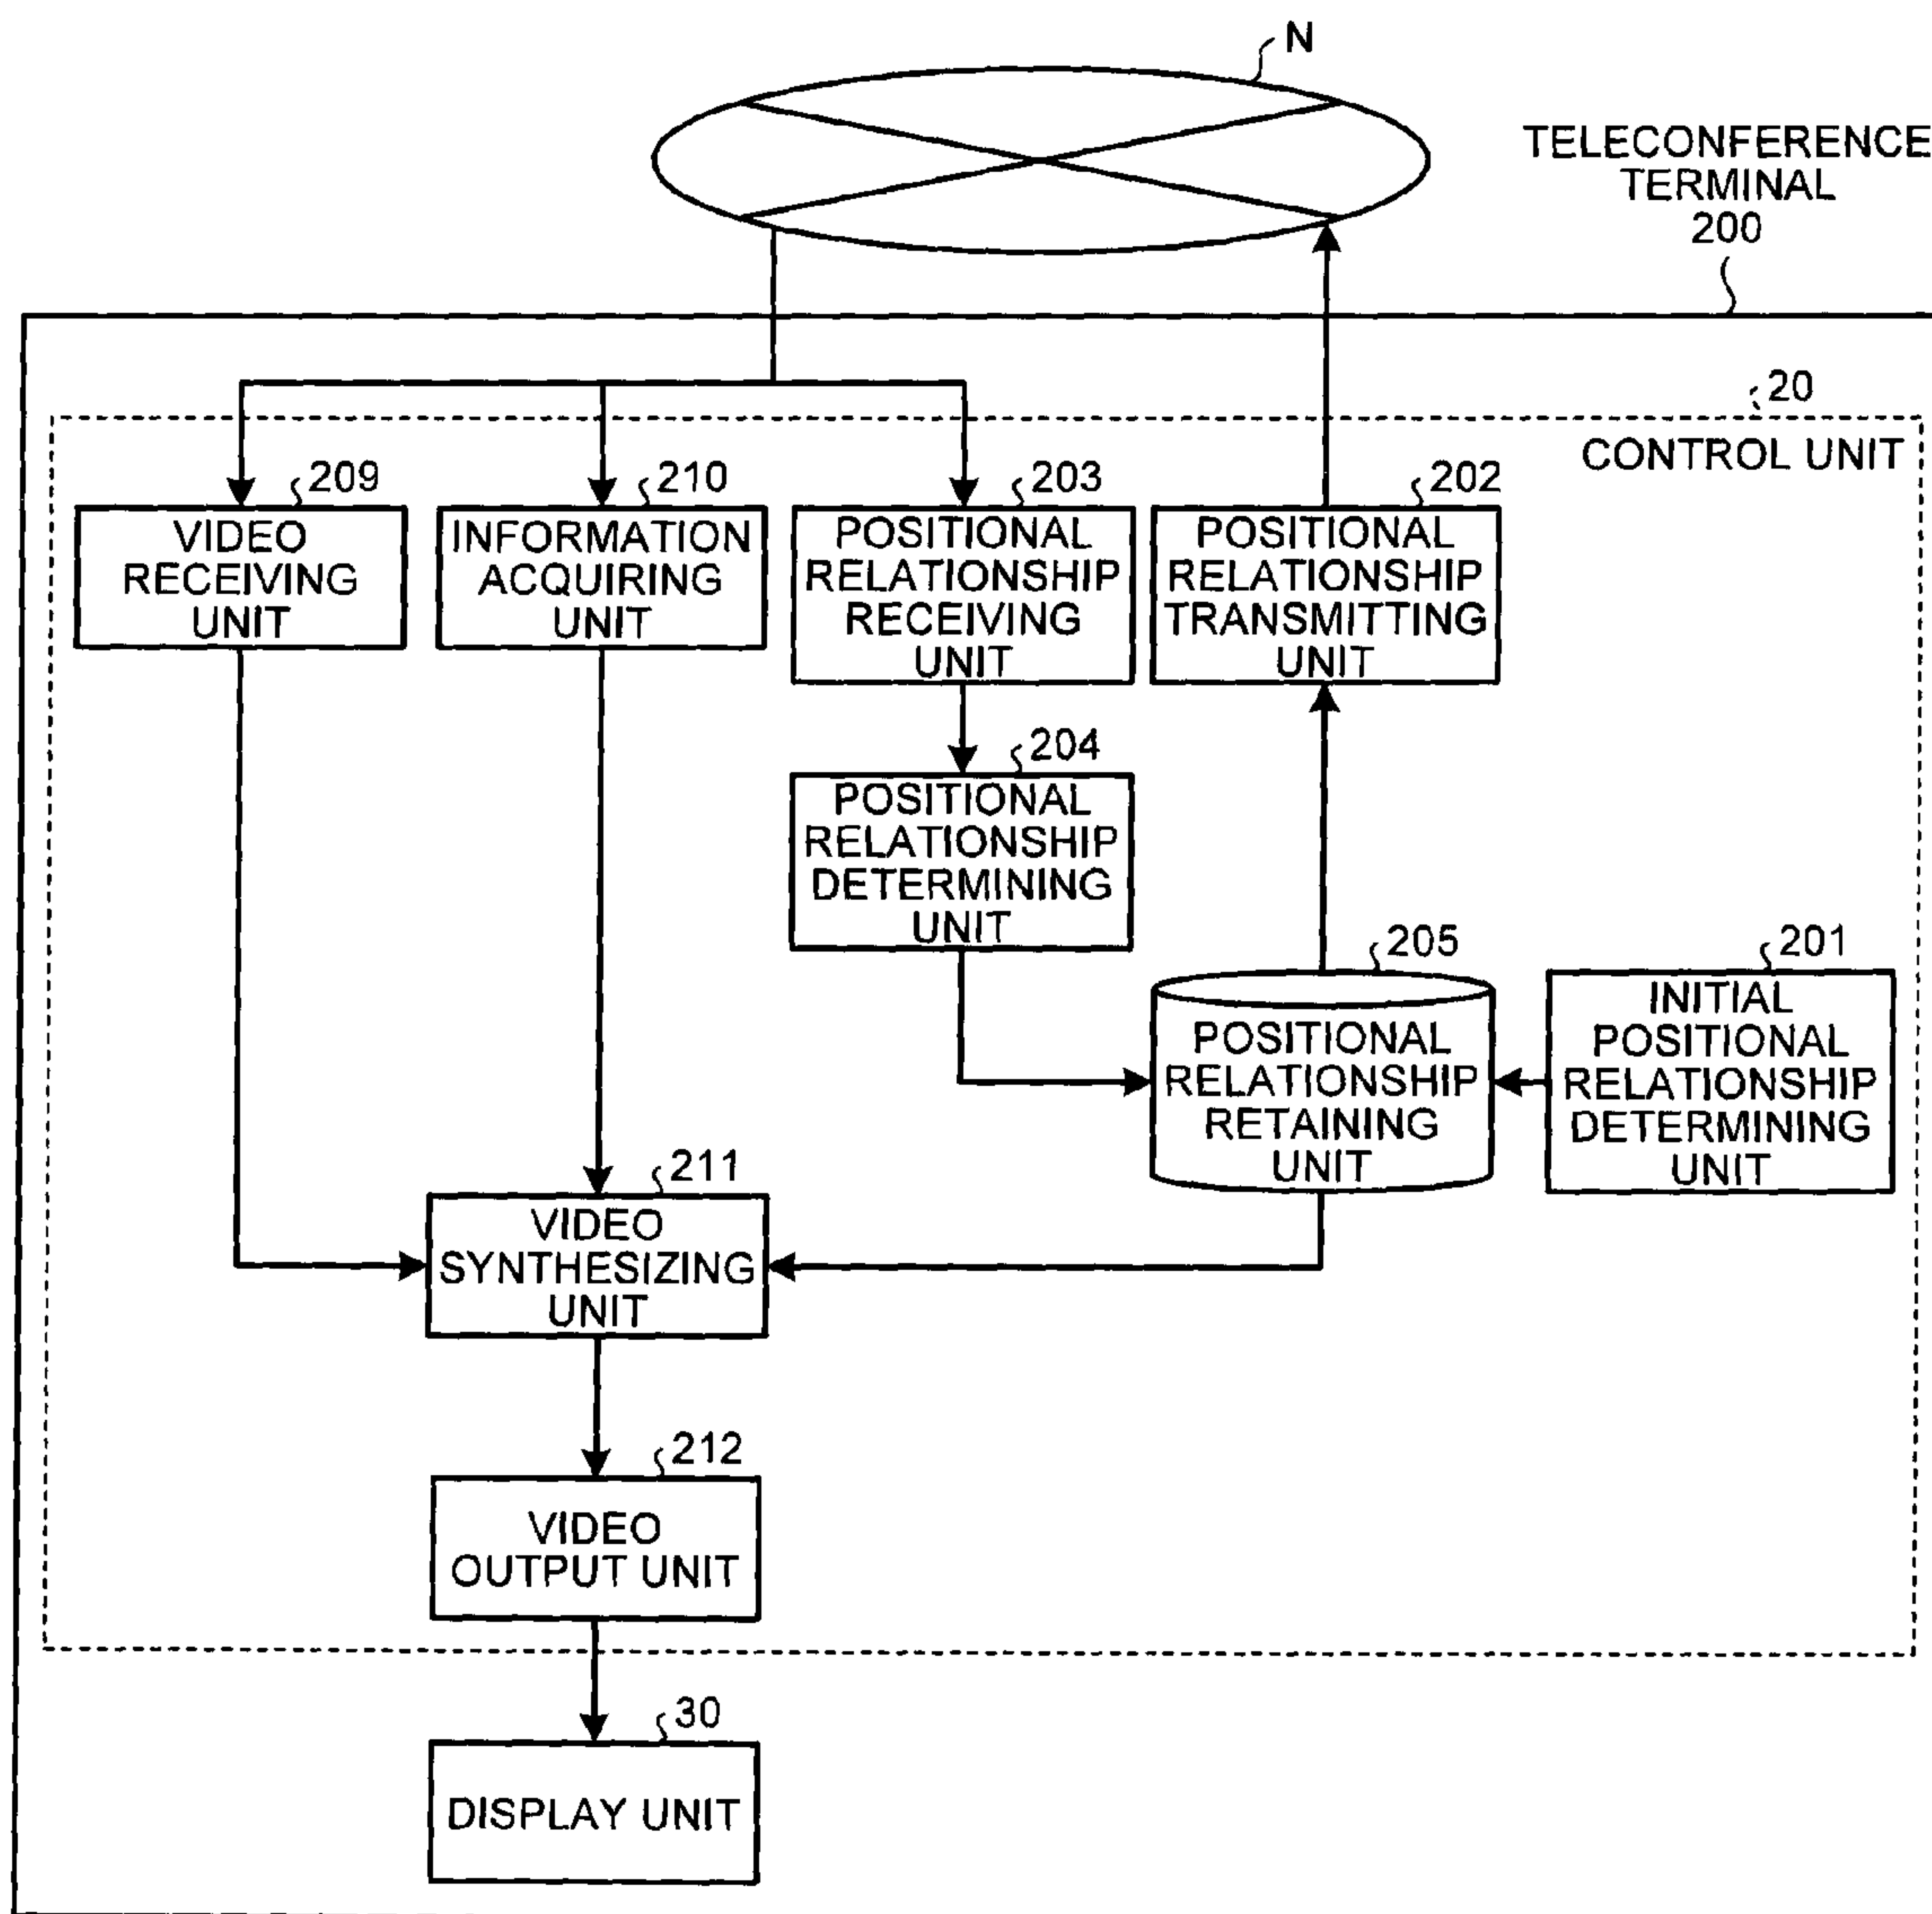 N
TELECONFERENCE
TERMINAL
200
20
CONTROL UNIT
209
VIDEO
RECEIVING
UNIT
210
INFORMATION
ACQUIRING
UNIT
203
POSITIONAL
RELATIONSHIP
RECEIVING
UNIT
202
POSITIONAL
RELATIONSHIP
TRANSMITTING
UNIT
204
POSITIONAL
RELATIONSHIP
DETERMINING
UNIT
205
POSITIONAL
RELATIONSHIP
RETAINING
UNIT
201
INITIAL
POSITIONAL
RELATIONSHIP
DETERMINING
UNIT
211
VIDEO
SYNTHESIZING
UNIT
212
VIDEO
OUTPUT UNIT
30
DISPLAY UNIT